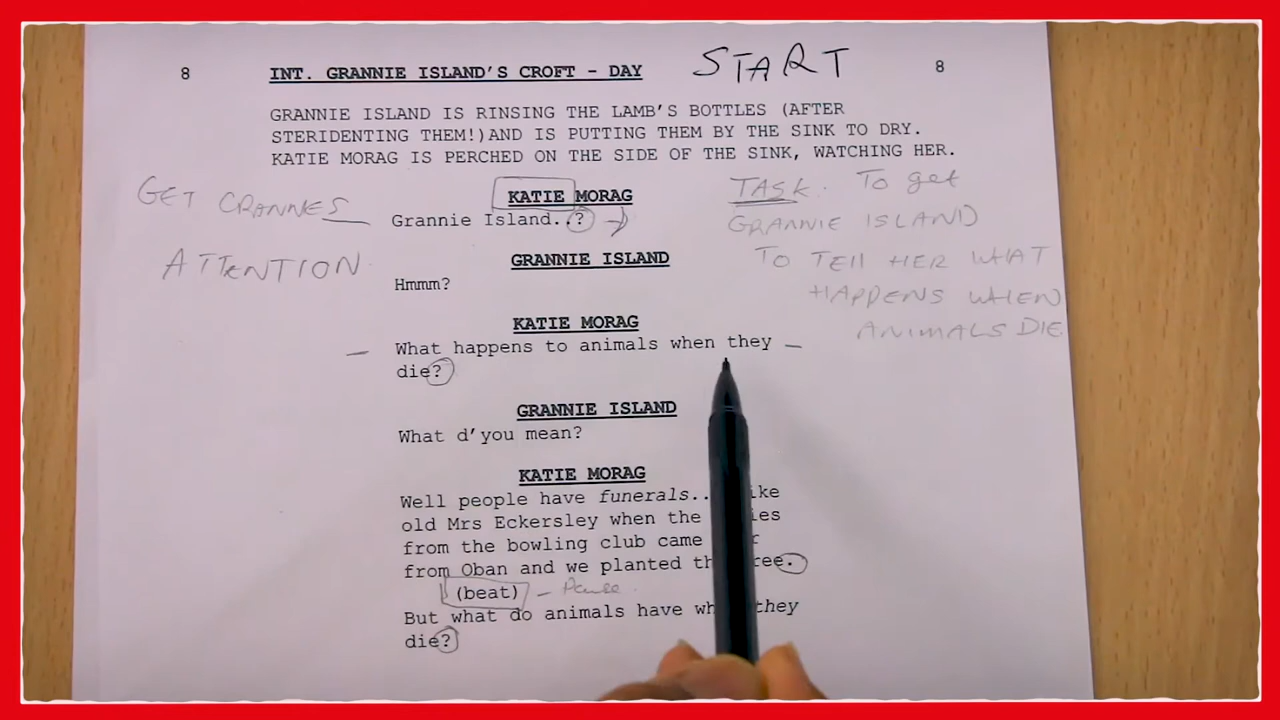 8 INT. GRANNIE ISLAND'S CROFT - DAY START 8
GRANNIE ISLAND IS RINSING THE LAMB'S BOTTLES (AFTER
STERIDENTING THEM!)AND IS PUTTING THEM BY THE SINK TO DRY.
KATIE MORAG IS PERCHED ON THE SIDE OF THE SINK, WATCHING HER.
GET GRANNES
ATTENTION
TASK. To get
GRANNIE ISLAND
TO TELL HER WHAT
HAPPENS WHEN
ANIMALS DIE
KATIE MORAG
Grannie Island..?
GRANNIE ISLAND
Hmmm?
KATIE MORAG
What happens to animals when they
die?
GRANNIE ISLAND
What d'you mean?
KATIE MORAG
Well people have funerals..
old Mrs Eckersley when the
from the bowling club came
from Oban and we planted
(beat) - Pause.
But what do animals have they
die?